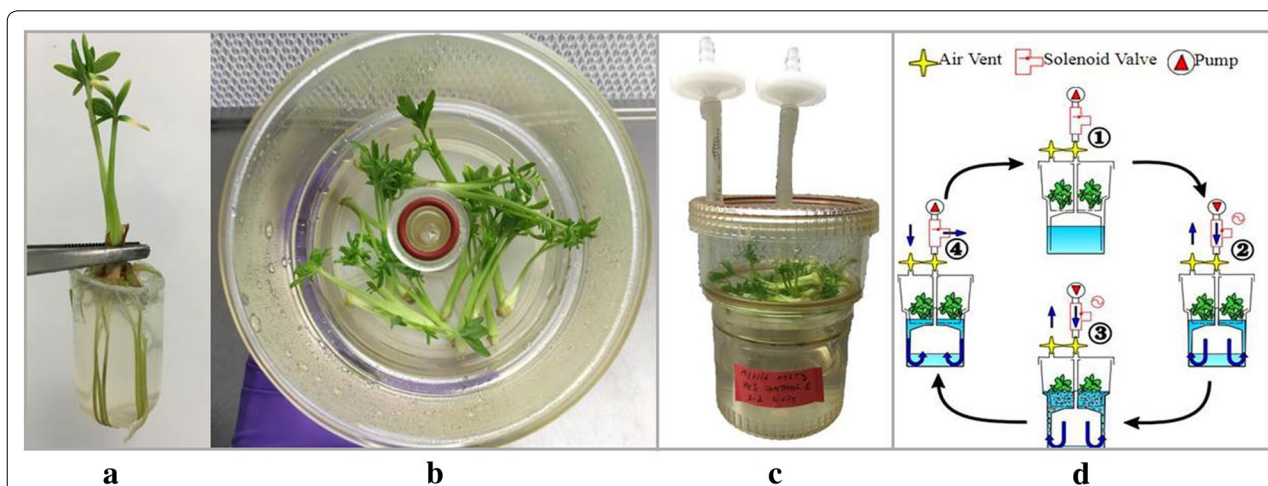 Air Vent Solenoid Valve Pump
①
④
②
③
a b c d